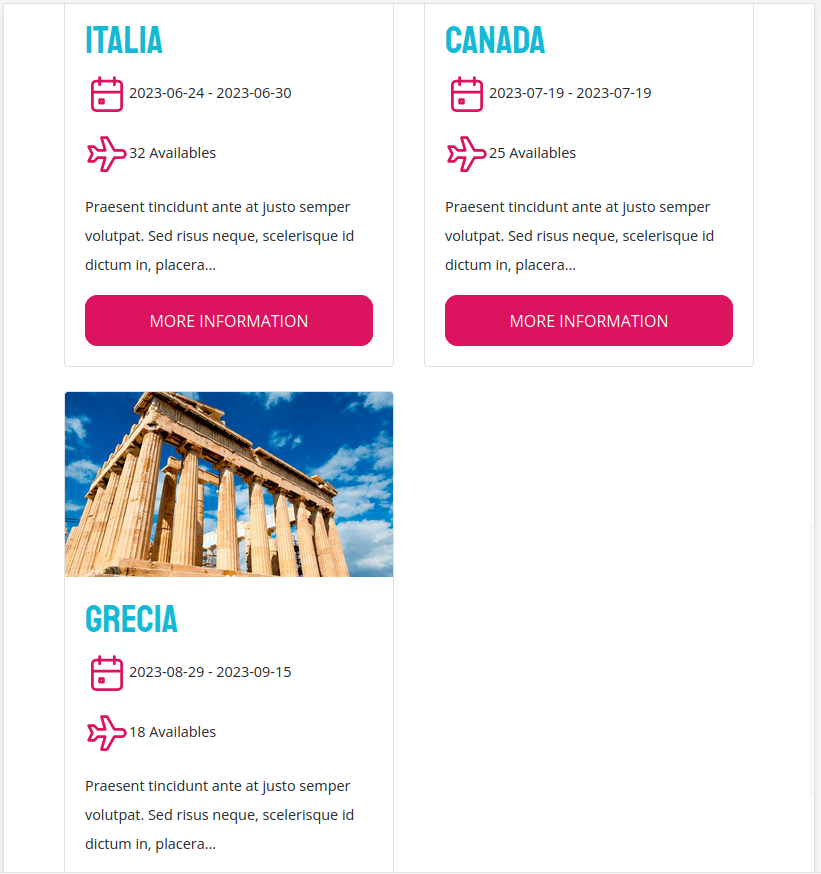 ITALIA
2023-06-24 - 2023-06-30
32 Availables
Praesent tincidunt ante at justo semper
volutpat. Sed risus neque, scelerisque id
dictum in, placera...
MORE INFORMATION
CANADA
2023-07-19 - 2023-07-19
25 Availables
Praesent tincidunt ante at justo semper
volutpat. Sed risus neque, scelerisque id
dictum in, placera...
MORE INFORMATION
GRECIA
2023-08-29 - 2023-09-15
18 Availables
Praesent tincidunt ante at justo semper
volutpat. Sed risus neque, scelerisque id
dictum in, placera...